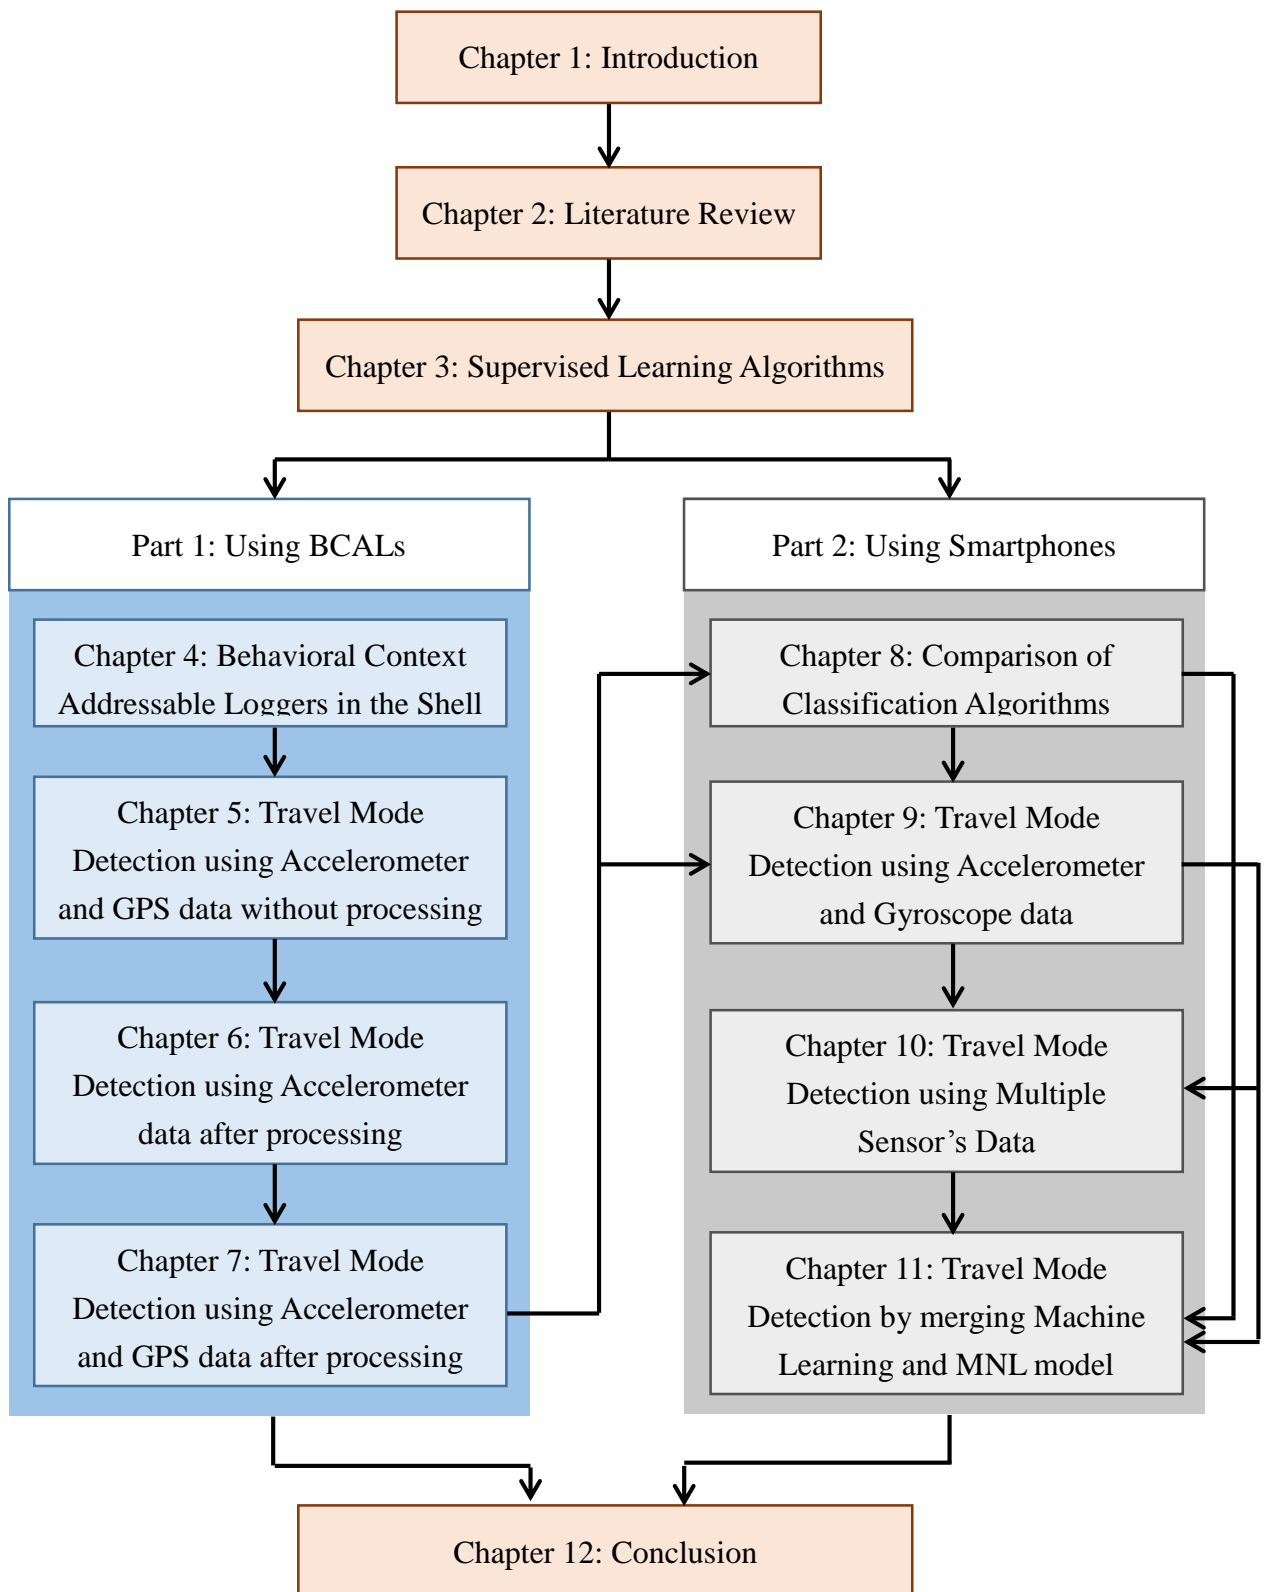 Chapter 1: Introduction
Chapter 2: Literature Review
Chapter 3: Supervised Learning Algorithms
Part 1: Using BCALs
Chapter 4: Behavioral Context
Addressable Loggers in the Shell
Chapter 5: Travel Mode
Detection using Accelerometer
and GPS data without processing
Chapter 6: Travel Mode
Detection using Accelerometer
data after processing
Chapter 7: Travel Mode
Detection using Accelerometer
and GPS data after processing
Part 2: Using Smartphones
Chapter 8: Comparison of
Classification Algorithms
Chapter 9: Travel Mode
Detection using Accelerometer
and Gyroscope data
Chapter 10: Travel Mode
Detection using Multiple
Sensor’s Data
Chapter 11: Travel Mode
Detection by merging Machine
Learning and MNL model
Chapter 12: Conclusion